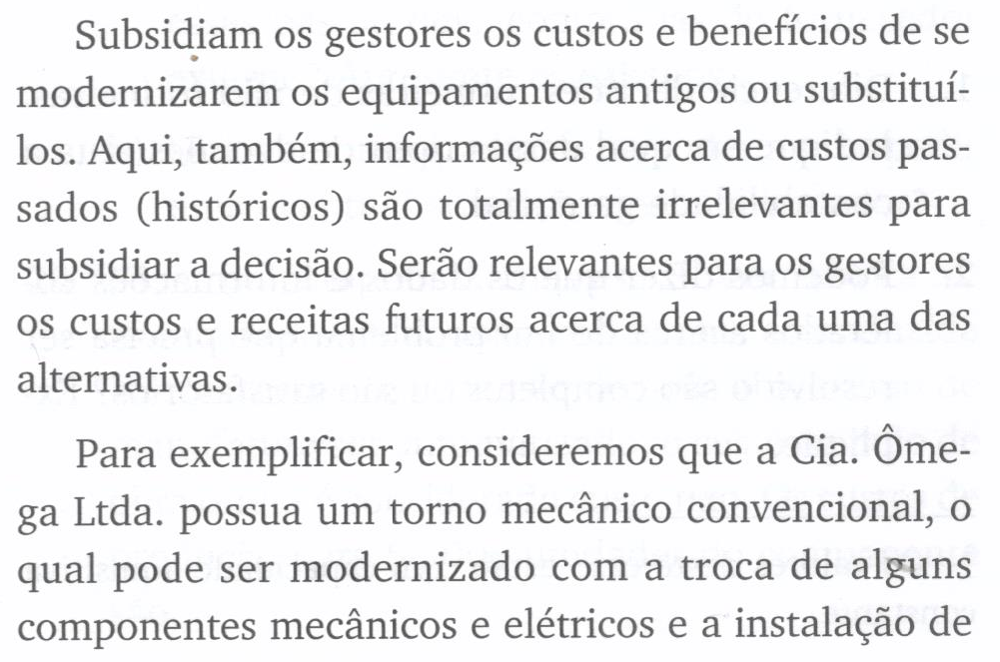 Subsidiam os gestores os custos e benefícios de se
modernizarem os equipamentos antigos ou substituí-
los. Aqui, também, informações acerca de custos pas-
sados (históricos) são totalmente irrelevantes para
subsidiar a decisão. Serão relevantes para os gestores
os custos e receitas futuros acerca de cada uma das
alternativas.
Para exemplificar, consideremos que a Cia. Ôme-
ga Ltda. possua um torno mecânico convencional, o
qual pode ser modernizado com a troca de alguns
componentes mecânicos e elétricos e a instalação de